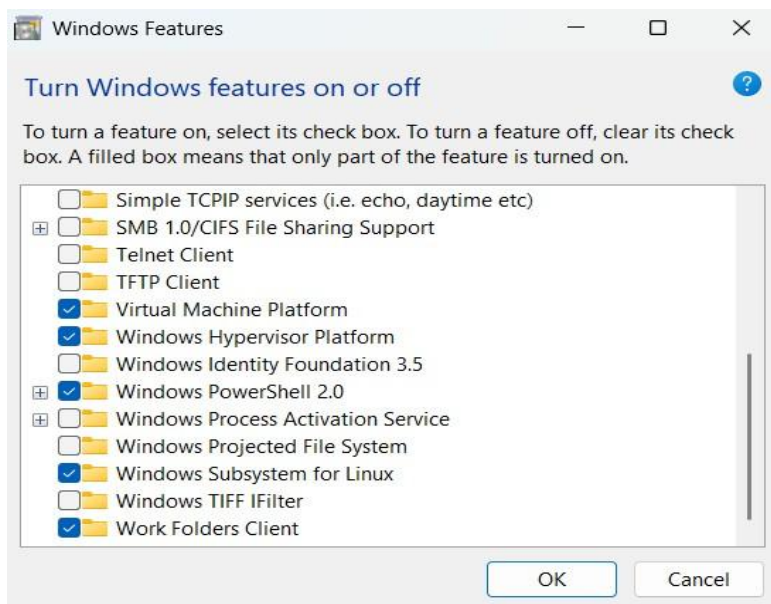 Windows Features
Turn Windows features on or off
?
To turn a feature on, select its check box. To turn a feature off, clear its check
box. A filled box means that only part of the feature is turned on.
Simple TCPIP services (i.e. echo, daytime etc)
SMB 1.0/CIFS File Sharing Support
Telnet Client
TFTP Client
Virtual Machine Platform
Windows Hypervisor Platform
Windows Identity Foundation 3.5
Windows PowerShell 2.0
Windows Process Activation Service
Windows Projected File System
Windows Subsystem for Linux
Windows TIFF IFilter
Work Folders Client
OK Cancel